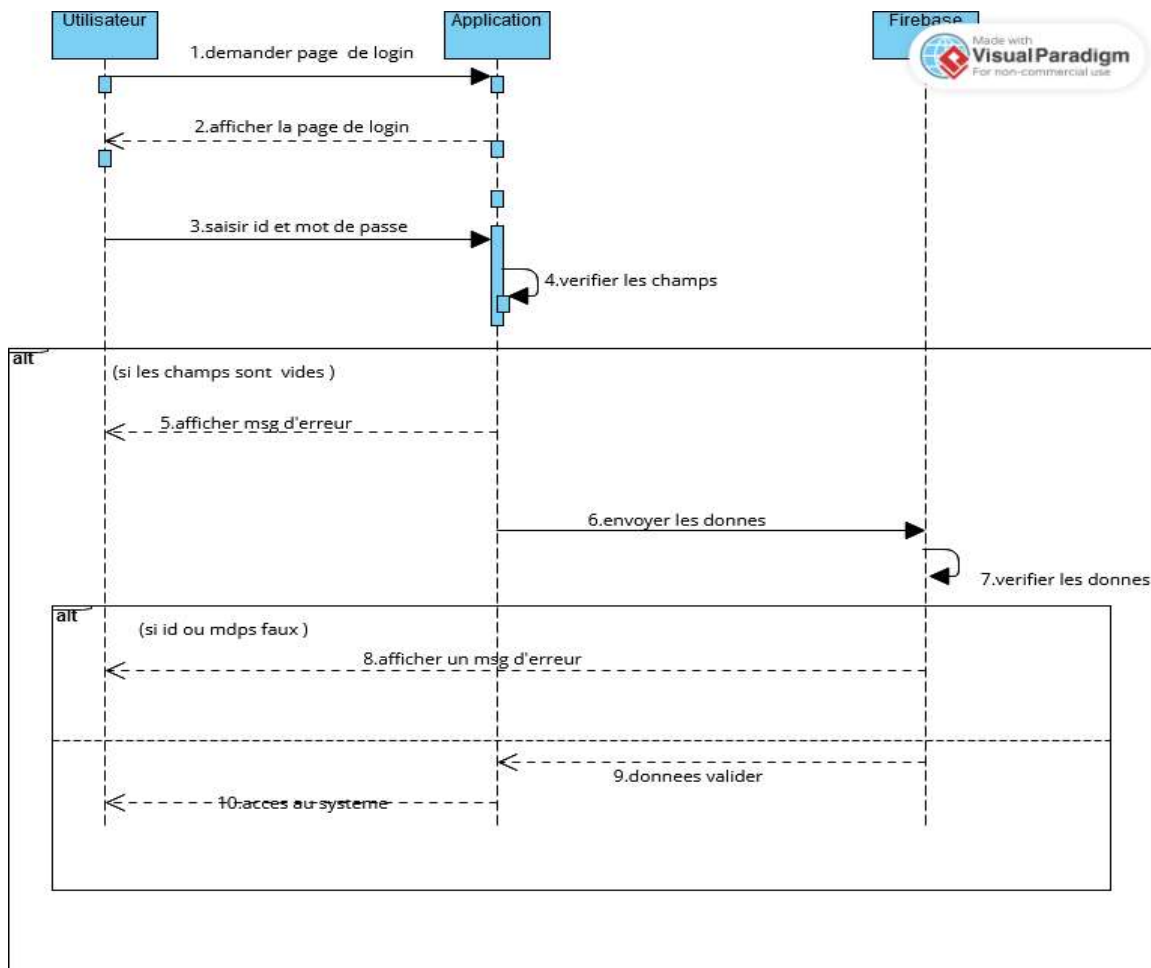 Utilisateur
Application
Firebase
Made with
Visual Paradigm
For non-commercial use
1.demander page de login
2.afficher la page de login
3.saisir id et mot de passe
4.verifier les champs
alt
(si les champs sont vides )
5.afficher msg d'erreur
6.envoyer les donnes
7.verifier les donnes
alt
(si id ou mdps faux )
8.afficher un msg d'erreur
9.donnees valider
10.acces au systeme